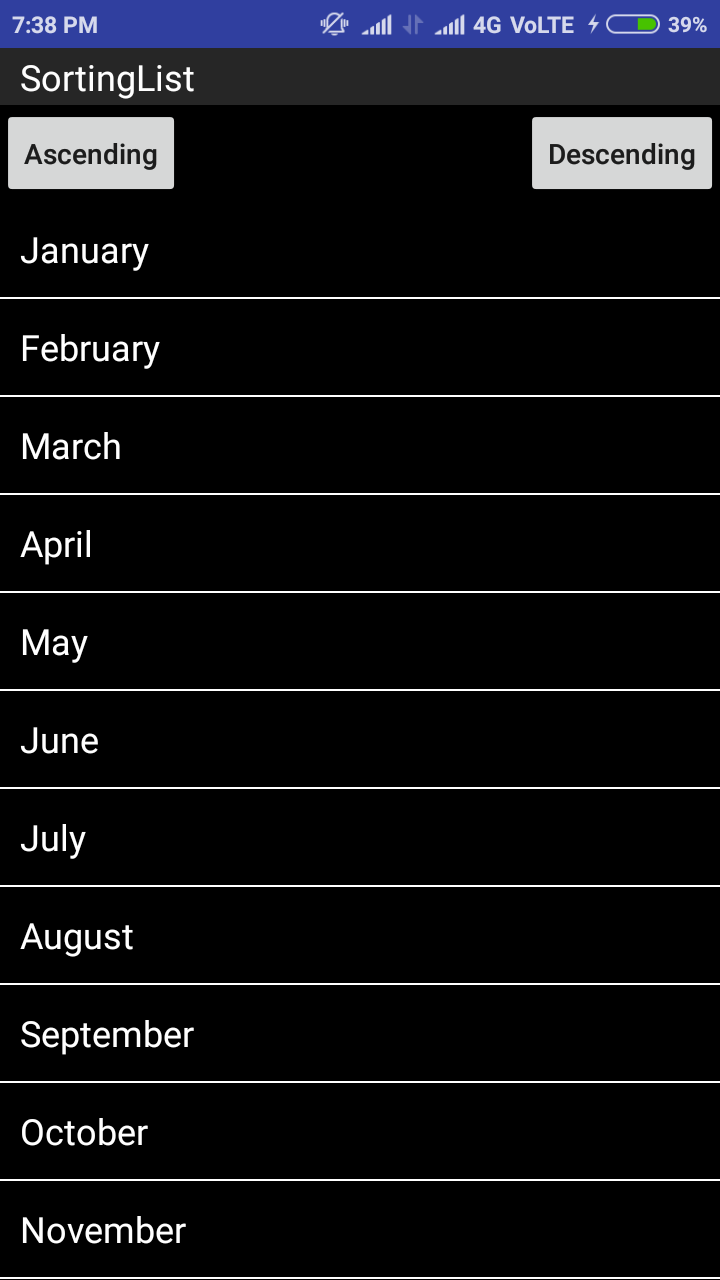 7:38 PM 4G VoLTE 39%
SortingList
Ascending Descending
January
February
March
April
May
June
July
August
September
October
November